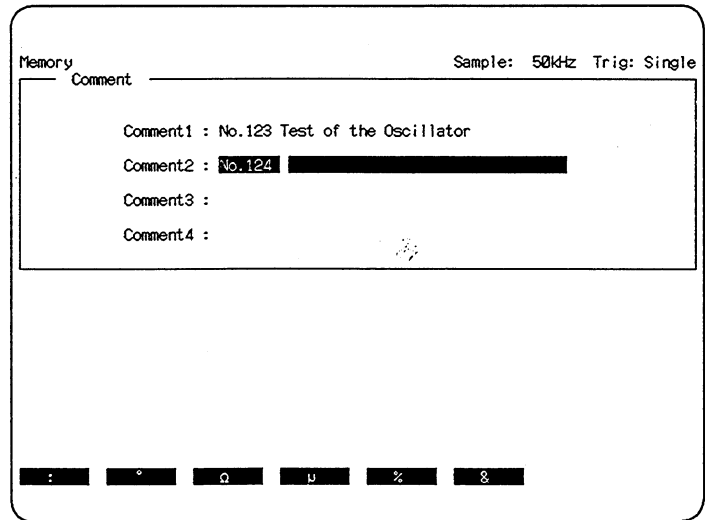 Memory Sample: 50kHz Trig: Single
Comment
Comment1 : No.123 Test of the Oscillator
Comment2 : No.124
Comment3 :
Comment4 :
: ° Ω µ % &